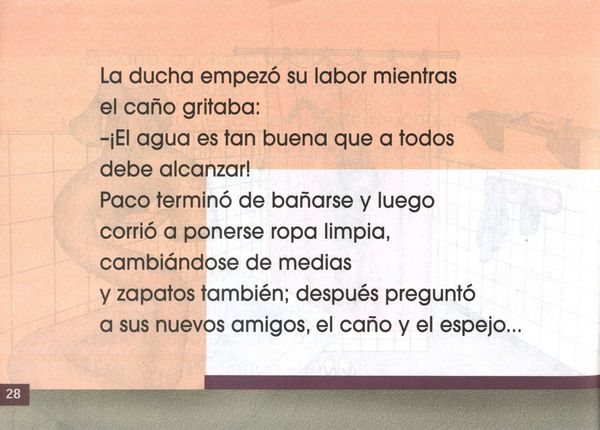 La ducha empezó su labor mientras
el caño gritaba:
–¡El agua es tan buena que a todos
debe alcanzar!
Paco terminó de bañarse y luego
corrió a ponerse ropa limpia,
cambiándose de medias
y zapatos también; después preguntó
a sus nuevos amigos, el caño y el espejo...
28